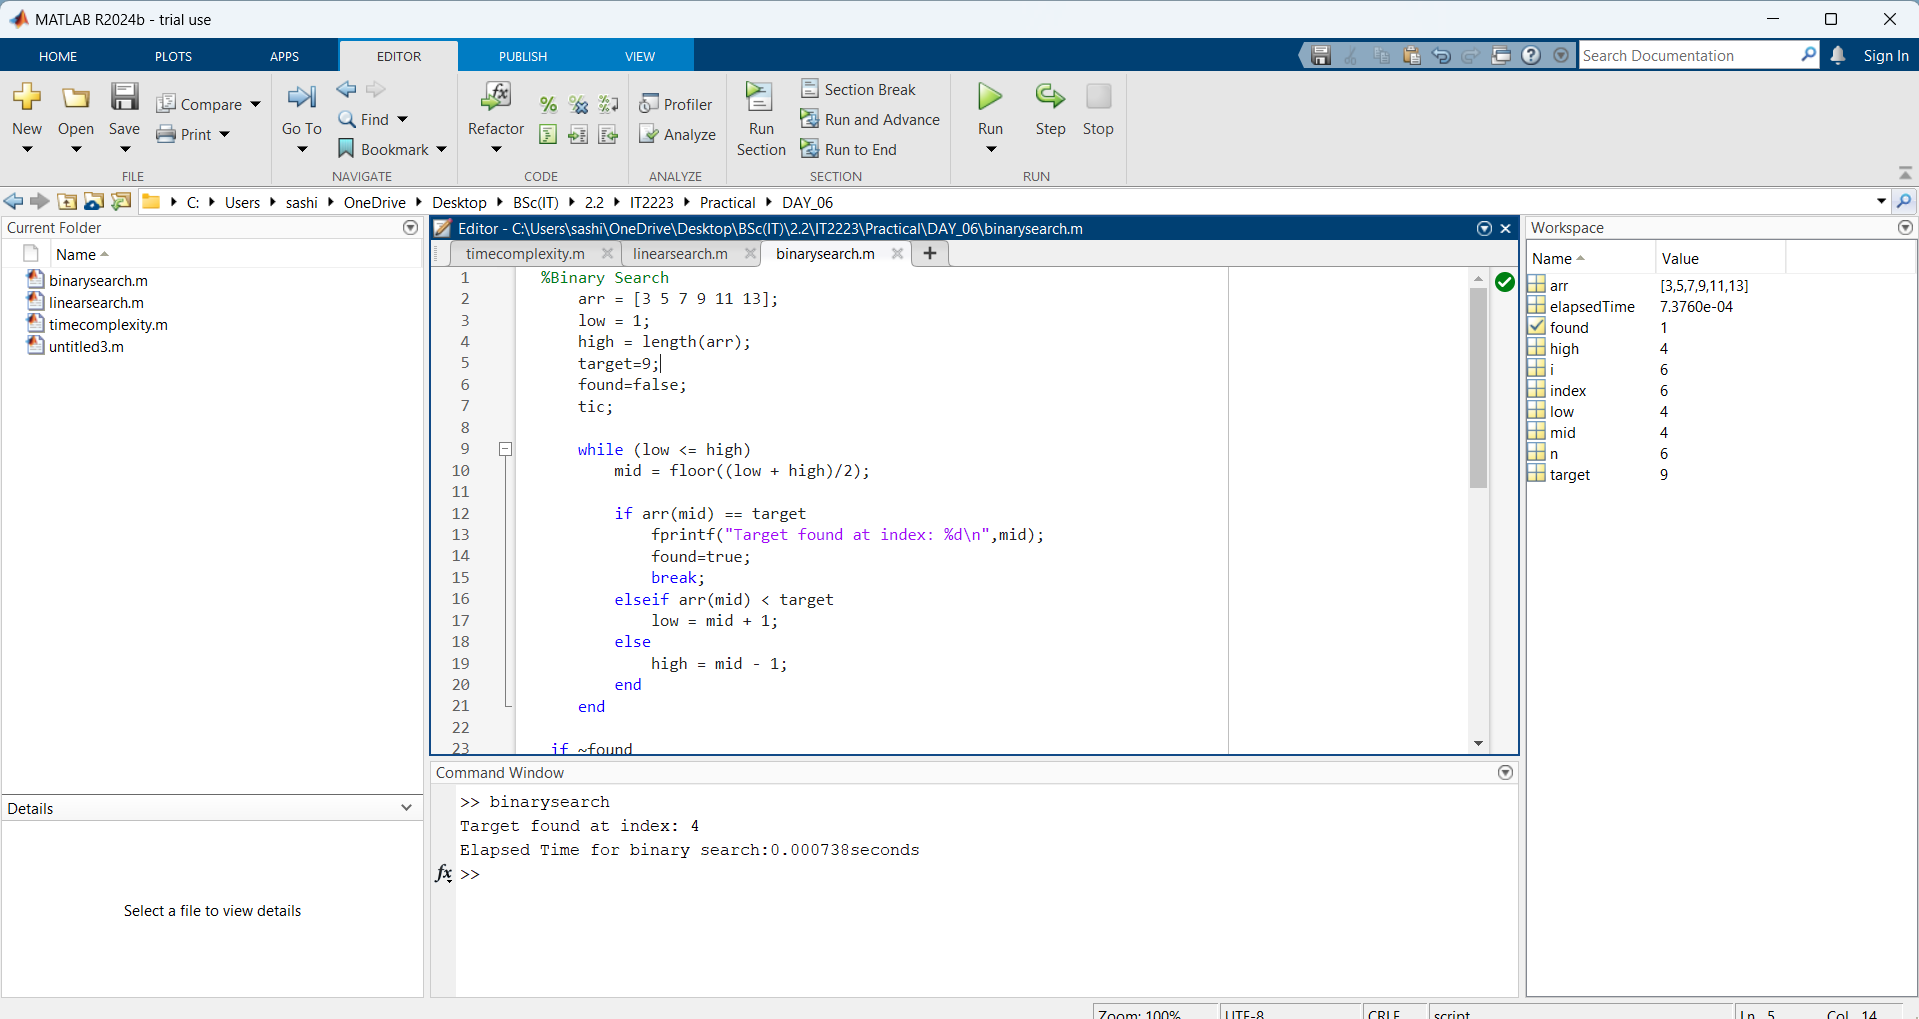 MATLAB R2024b - trial use
HOME PLOTS APPS EDITOR PUBLISH VIEW
Search Documentation
Sign In
New
Open
Save
Compare
Print
FILE
Go To
Find
Bookmark
NAVIGATE
Refactor
CODE
Profiler
Analyze
ANALYZE
Run Section
Section Break
Run and Advance
Run to End
SECTION
Run
Step
Stop
RUN
C: Users sashi OneDrive Desktop BSc(IT) 2.2 IT2223 Practical DAY_06
Current Folder
Name
binarysearch.m
linearsearch.m
timecomplexity.m
untitled3.m
Details
Select a file to view details
Editor - C:\Users\sashi\OneDrive\Desktop\BSc(IT)\2.2\IT2223\Practical\DAY_06\binarysearch.m
timecomplexity.m linearsearch.m binarysearch.m
1 %Binary Search
2 arr = [3 5 7 9 11 13];
3 low = 1;
4 high = length(arr);
5 target=9;
6 found=false;
7 tic;
8
9 while (low <= high)
10 mid = floor((low + high)/2);
11
12 if arr(mid) == target
13 fprintf("Target found at index: %d\n",mid);
14 found=true;
15 break;
16 elseif arr(mid) < target
17 low = mid + 1;
18 else
19 high = mid - 1;
20 end
21 end
22
23 if ~found
Command Window
>> binarysearch
Target found at index: 4
Elapsed Time for binary search:0.000738seconds
fx >>
Workspace
Name Value
arr [3,5,7,9,11,13]
elapsedTime 7.3760e-04
found 1
high 4
i 6
index 6
low 4
mid 4
n 6
target 9
Zoom: 100% UTF-8 CRLF script Ln 5 Col 14